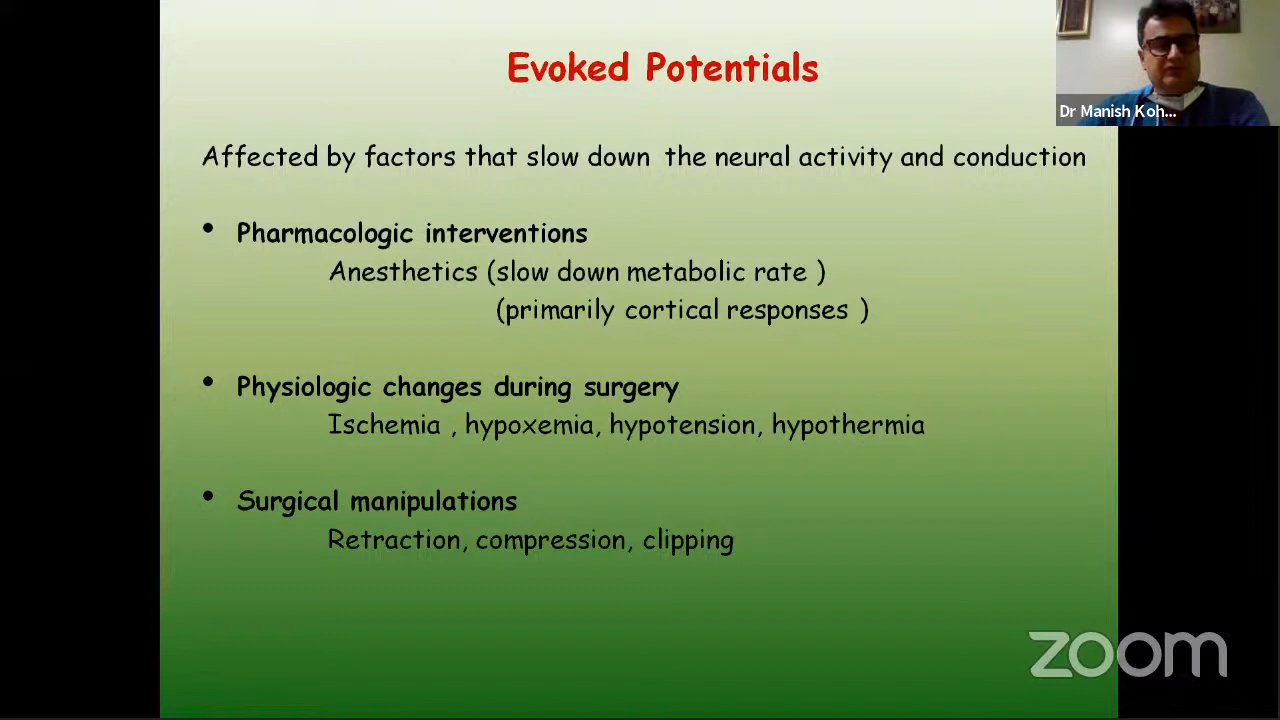 Evoked Potentials
Dr Manish Koh...
Affected by factors that slow down the neural activity and conduction
• Pharmacologic interventions
Anesthetics (slow down metabolic rate )
(primarily cortical responses )
• Physiologic changes during surgery
Ischemia , hypoxemia, hypotension, hypothermia
• Surgical manipulations
Retraction, compression, clipping
zoom